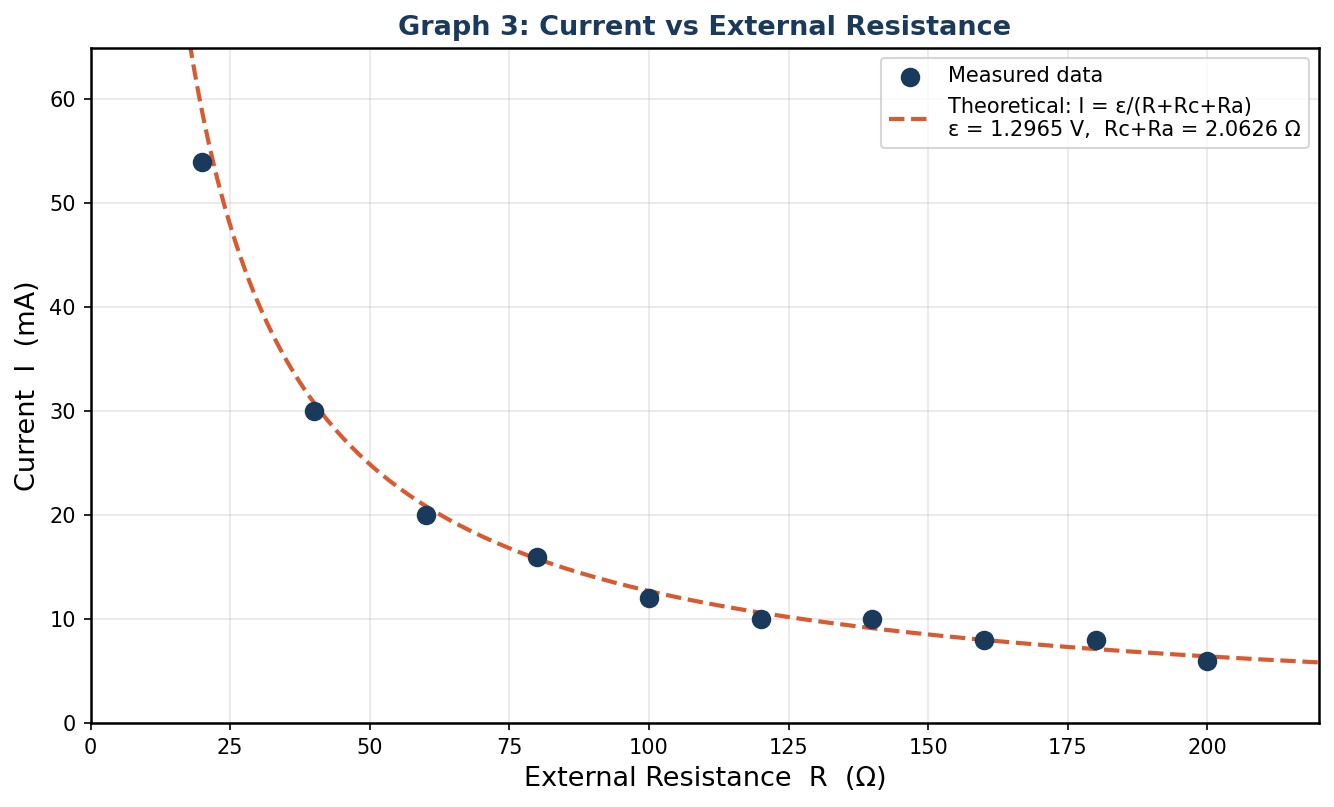 Graph 3: Current vs External Resistance
Measured data
Theoretical: I = ε/(R+Rc+Ra)
ε = 1.2965 V,  Rc+Ra = 2.0626 Ω
60
50
40
30
20
10
0
Current  I  (mA)
0 25 50 75 100 125 150 175 200
External Resistance  R  (Ω)